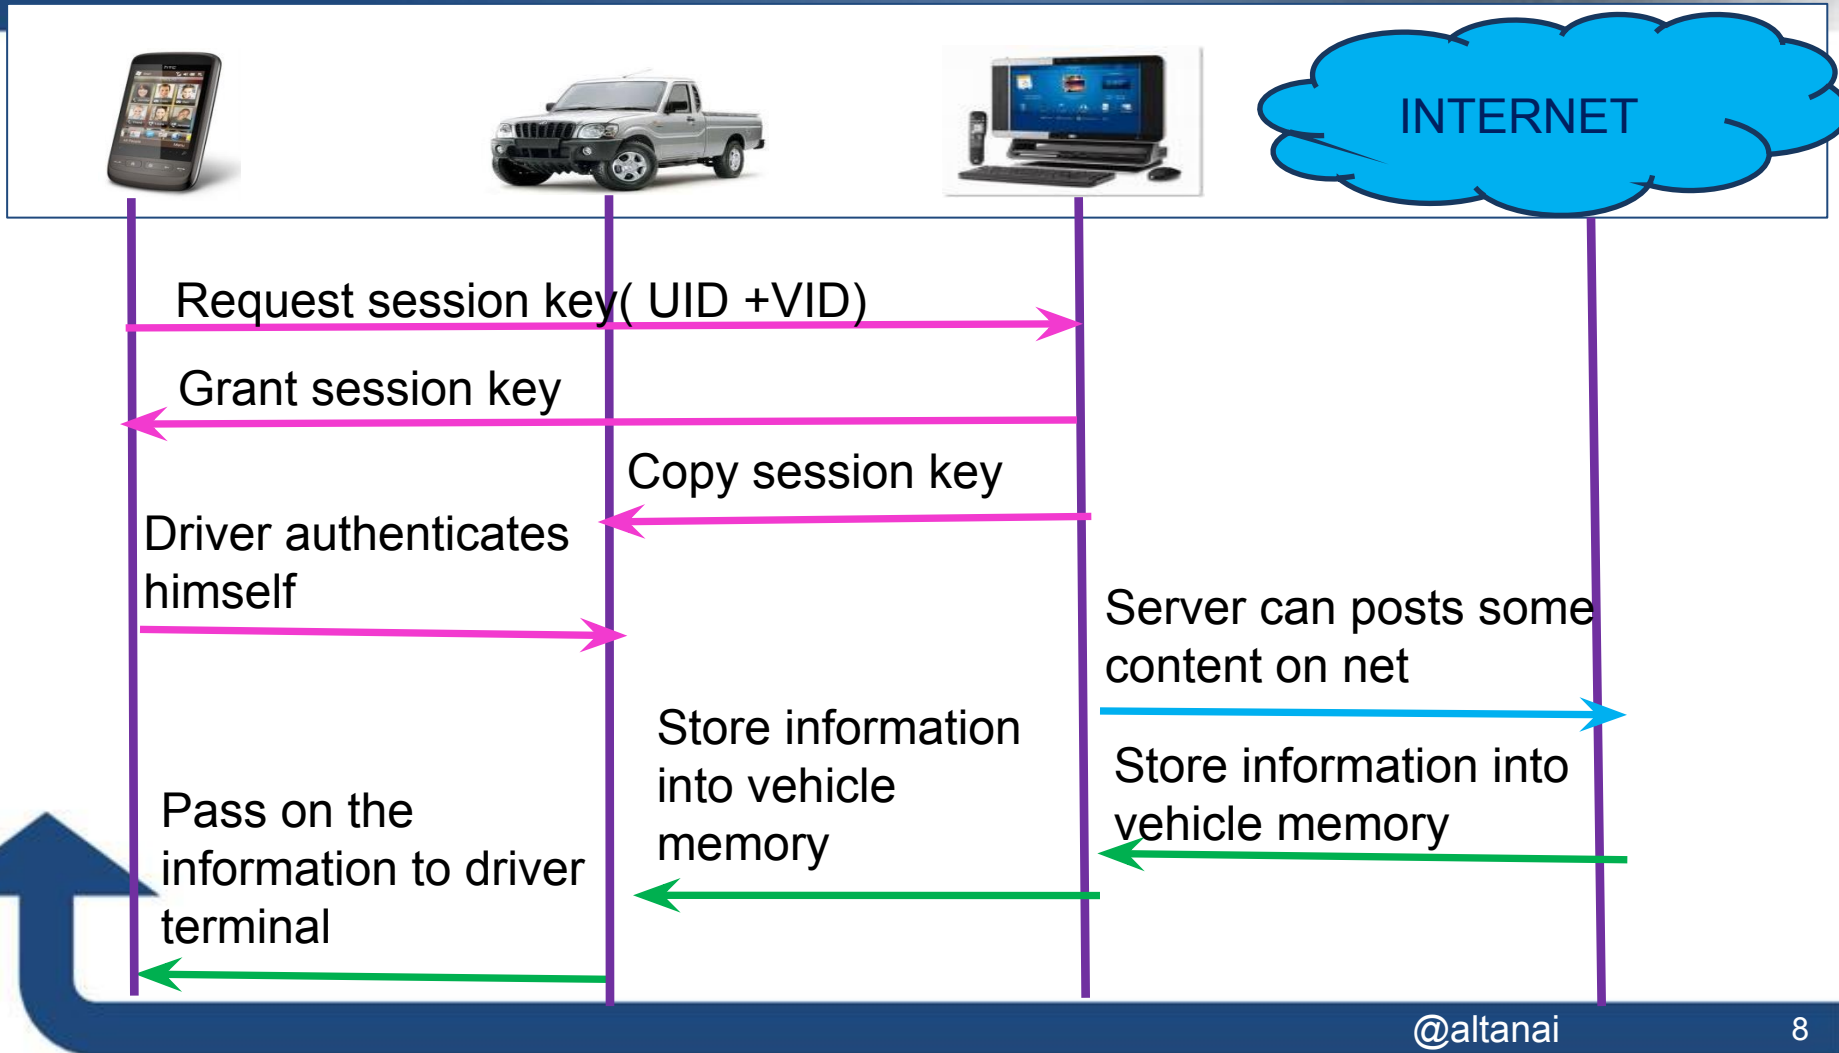 INTERNET
Request session key( UID +VID)
Grant session key
Copy session key
Driver authenticates
himself
Server can posts some
content on net
Store information
into vehicle
memory
Store information into
vehicle memory
Pass on the
information to driver
terminal
@altanai
8